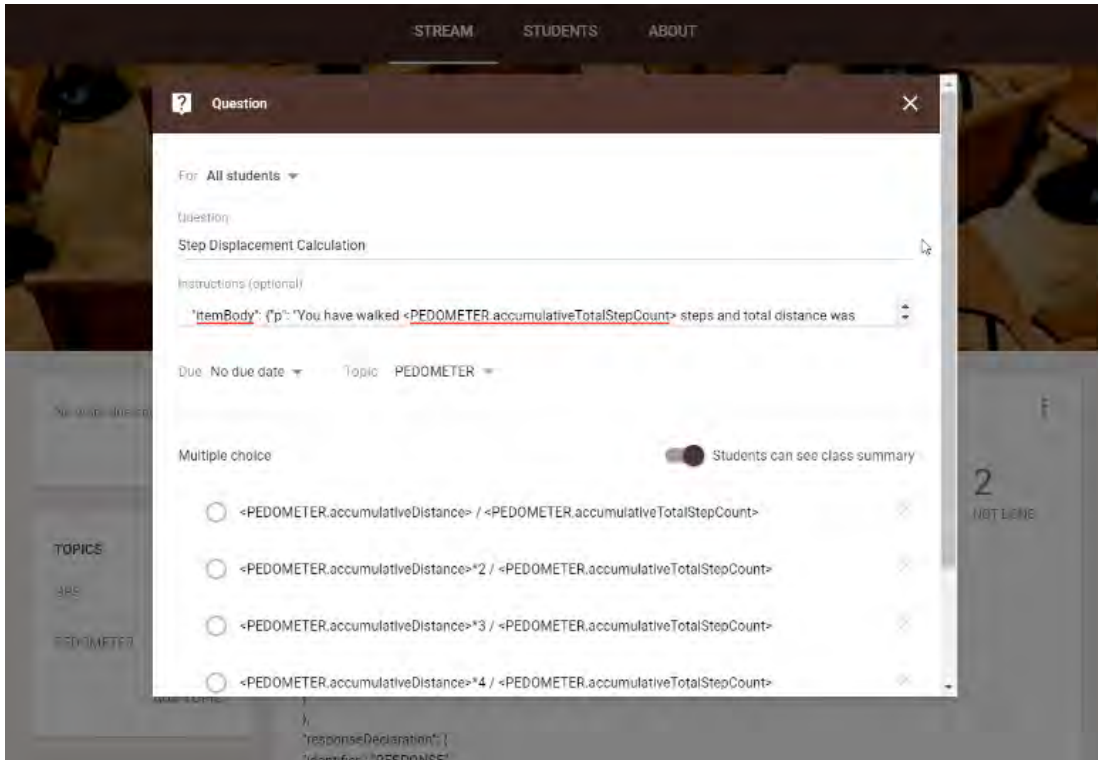 STREAM STUDENTS ABOUT
? Question
For All students
Question
Step Displacement Calculation
Instructions (optional)
"itemBody": {"p": "You have walked <PEDOMETER.accumulativeTotalStepCount> steps and total distance was
Due No due date Topic PEDOMETER
Multiple choice Students can see class summary
<PEDOMETER.accumulativeDistance> / <PEDOMETER.accumulativeTotalStepCount>
<PEDOMETER.accumulativeDistance>*2 / <PEDOMETER.accumulativeTotalStepCount>
<PEDOMETER.accumulativeDistance>*3 / <PEDOMETER.accumulativeTotalStepCount>
<PEDOMETER.accumulativeDistance>*4 / <PEDOMETER.accumulativeTotalStepCount>
2
NOT DONE
TOPICS
PEDOMETER
},
"responseDeclaration": {
"identifier": "RESPONSE"